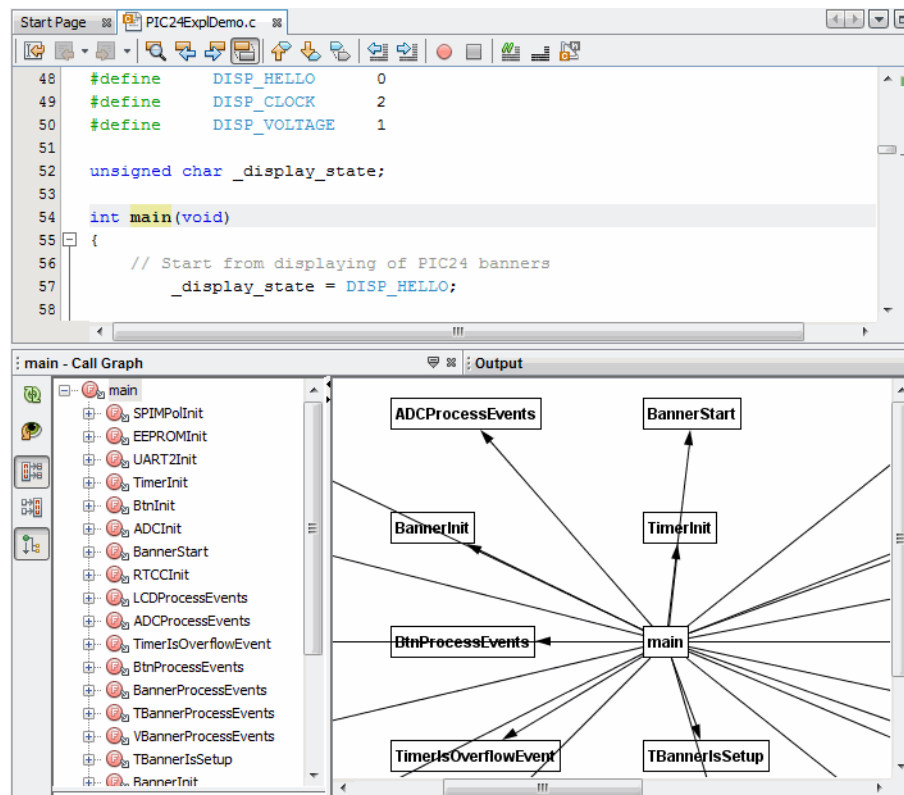 Start Page PIC24ExplDemo.c
48 #define DISP_HELLO 0
49 #define DISP_CLOCK 2
50 #define DISP_VOLTAGE 1
51
52 unsigned char _display_state;
53
54 int main(void)
55 {
56 // Start from displaying of PIC24 banners
57 _display_state = DISP_HELLO;
58
main - Call Graph Output
main
SPIMPolInit
EEPROMInit
UART2Init
TimerInit
BtnInit
ADCInit
BannerStart
RTCCInit
LCDProcessEvents
ADCProcessEvents
TimerIsOverflowEvent
BtnProcessEvents
BannerProcessEvents
TBannerProcessEvents
VBannerProcessEvents
TBannerIsSetup
BannerInit
ADCProcessEvents BannerStart
BannerInit TimerInit
BtnProcessEvents main
TimerIsOverflowEvent TBannerIsSetup